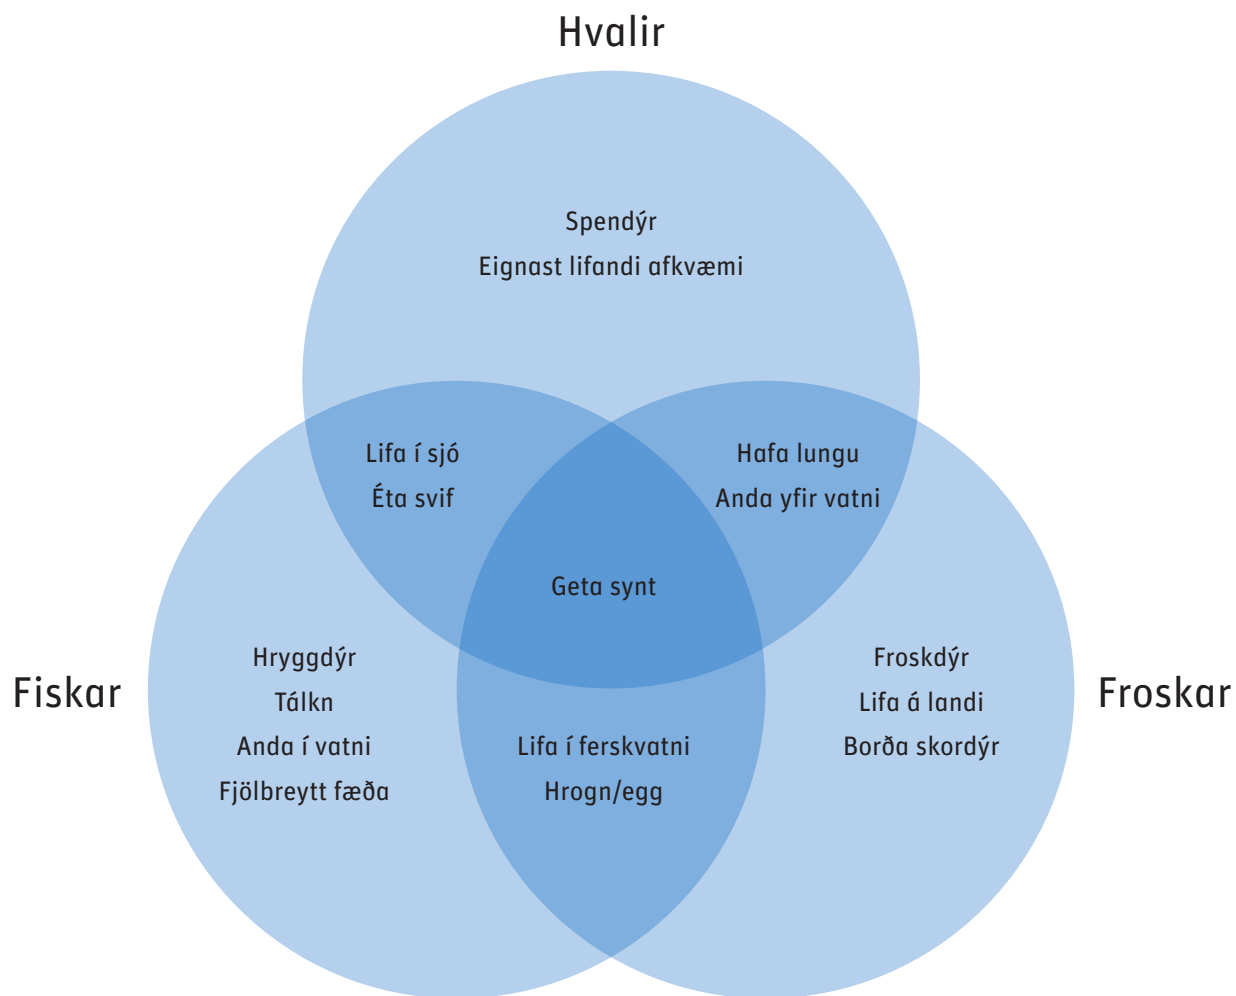 Hvalir
Spendýr
Eignast lifandi afkvæmi
Lifa í sjó
Éta svif
Hafa lungu
Anda yfir vatni
Geta synt
Fiskar
Hryggdýr
Tálkn
Anda í vatni
Fjölbreytt fæða
Lifa í ferskvatni
Hrogn/egg
Froskdýr
Lifa á landi
Borða skordýr
Froskar